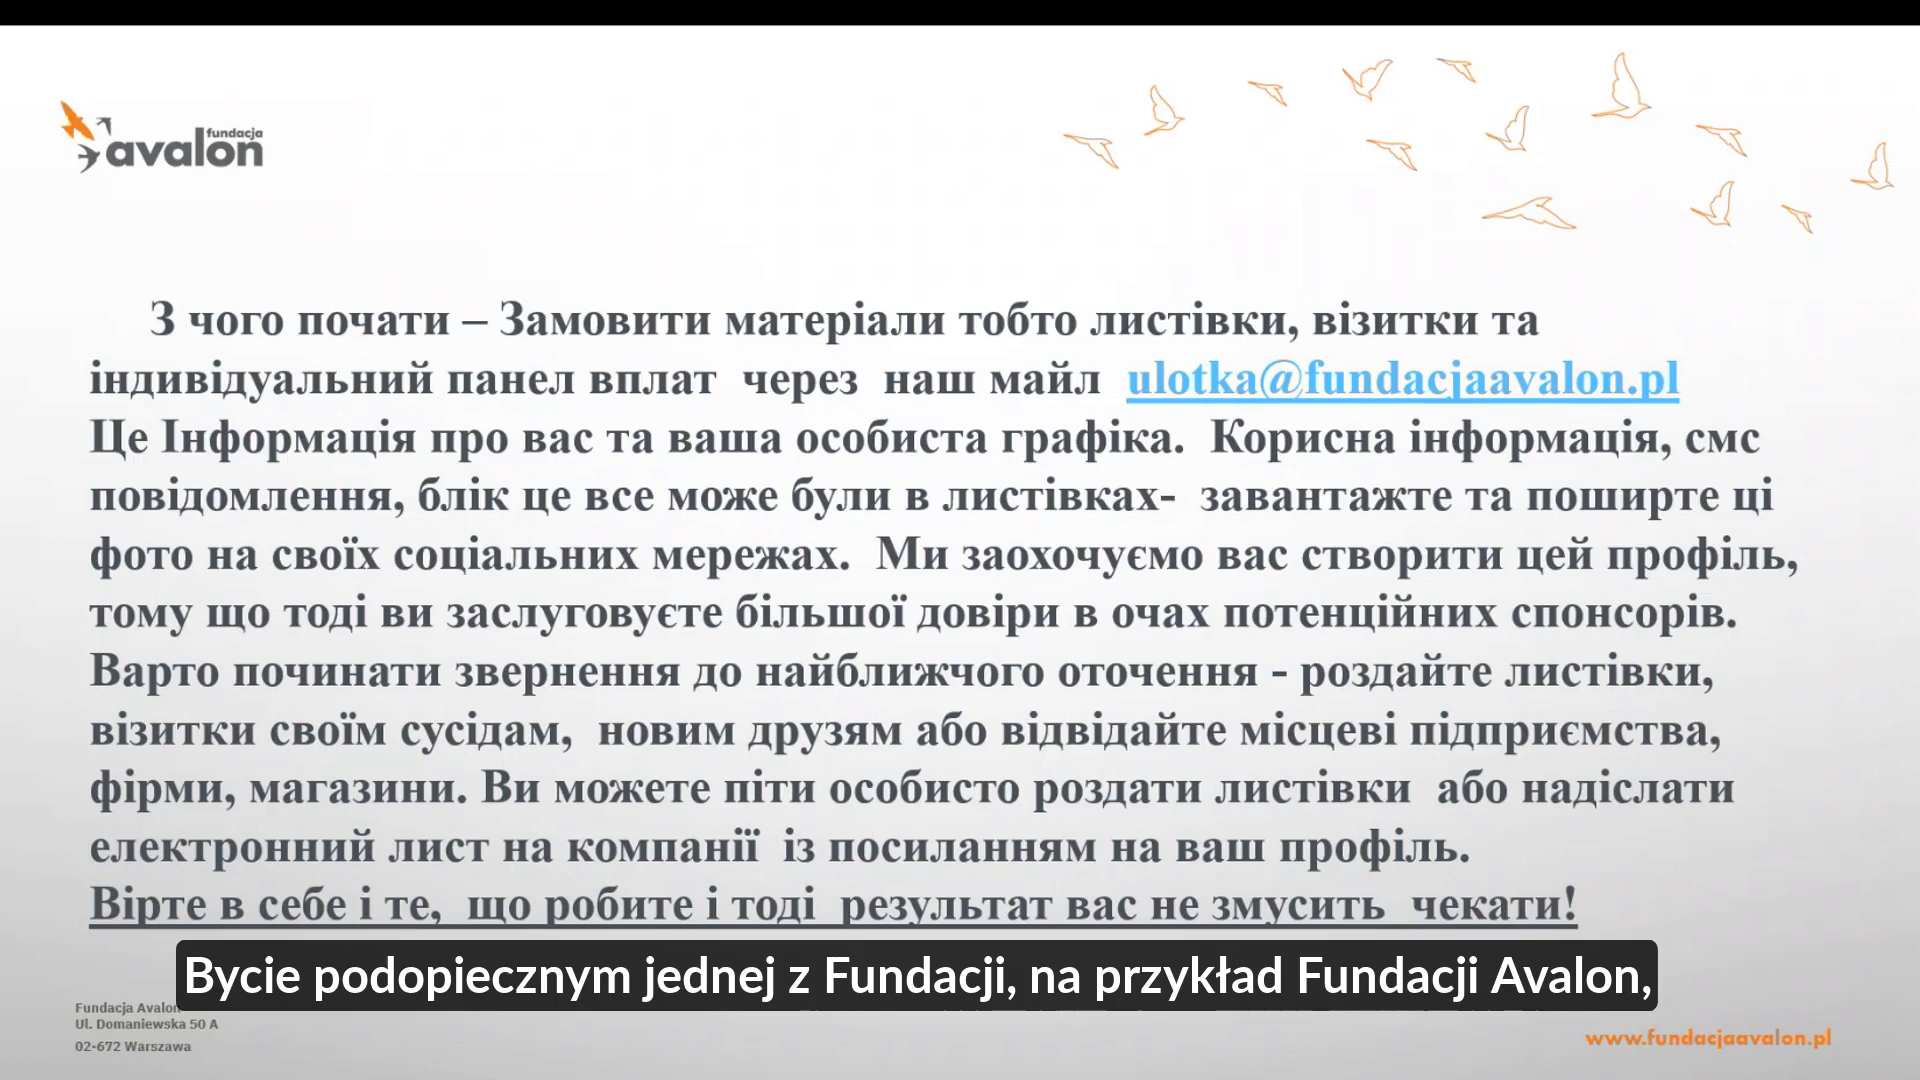 fundacja
avalon
З чого почати – Замовити матеріали тобто листівки, візитки та
індивідуальний панел вплат через наш майл ulotka@fundacjaavalon.pl
Це Інформація про вас та ваша особиста графіка. Корисна інформація, смс
повідомлення, блік це все може були в листівках- завантажте та поширте ці
фото на своїх соціальних мережах. Ми заохочуємо вас створити цей профіль,
тому що тоді ви заслуговуєте більшої довіри в очах потенційних спонсорів.
Варто починати звернення до найближчого оточення - роздайте листівки,
візитки своїм сусідам, новим друзям або відвідайте місцеві підприємства,
фірми, магазини. Ви можете піти особисто роздати листівки або надіслати
електронний лист на компанії із посиланням на ваш профіль.
Вірте в себе і те, що робите і тоді результат вас не змусить чекати!
Bycie podopiecznym jednej z Fundacji, na przykład Fundacji Avalon,
Fundacja Avalon
Ul. Domaniewska 50 A
02-672 Warszawa
www.fundacjaavalon.pl